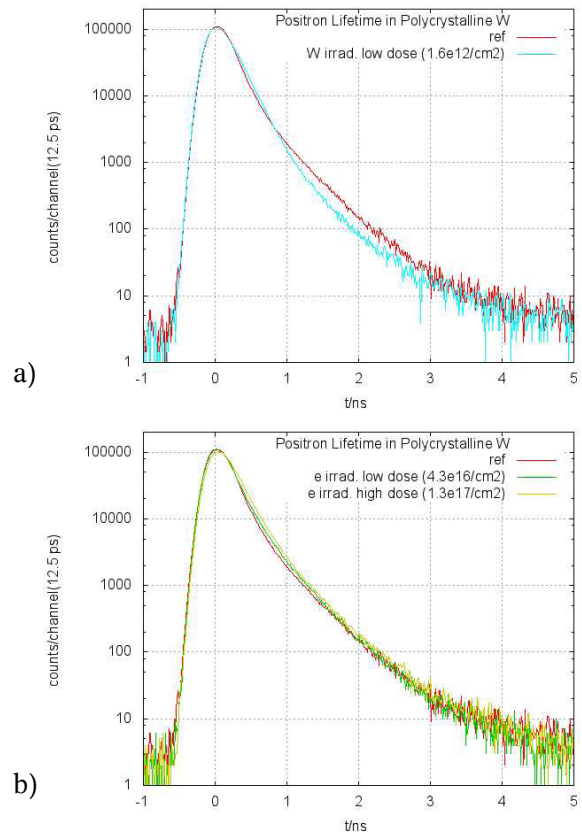 a)
Positron Lifetime in Polycrystalline W
ref
W irrad. low dose (1.6e12/cm2)
counts/channel(12.5 ps)
100000
10000
1000
100
10
1
-1 0 1 2 3 4 5
t/ns
b)
Positron Lifetime in Polycrystalline W
ref
e irrad. low dose (4.3e16/cm2)
e irrad. high dose (1.3e17/cm2)
counts/channel(12.5 ps)
100000
10000
1000
100
10
1
-1 0 1 2 3 4 5
t/ns